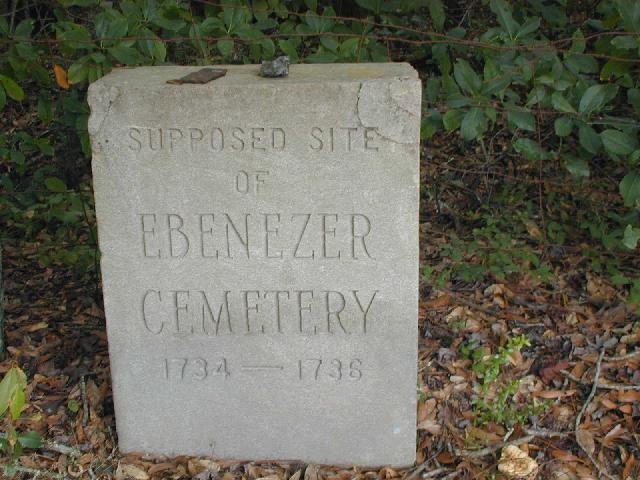 SUPPOSED SITE
OF
EBENEZER
CEMETERY
1734 — 1736